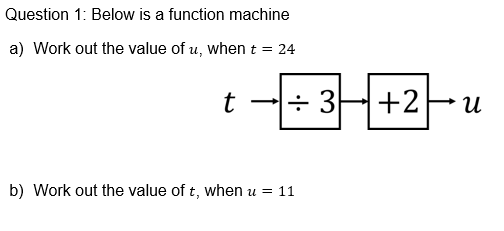 Question 1: Below is a function machine
a) Work out the value of u, when t = 24
t ÷ 3 +2 u
b) Work out the value of t, when u = 11